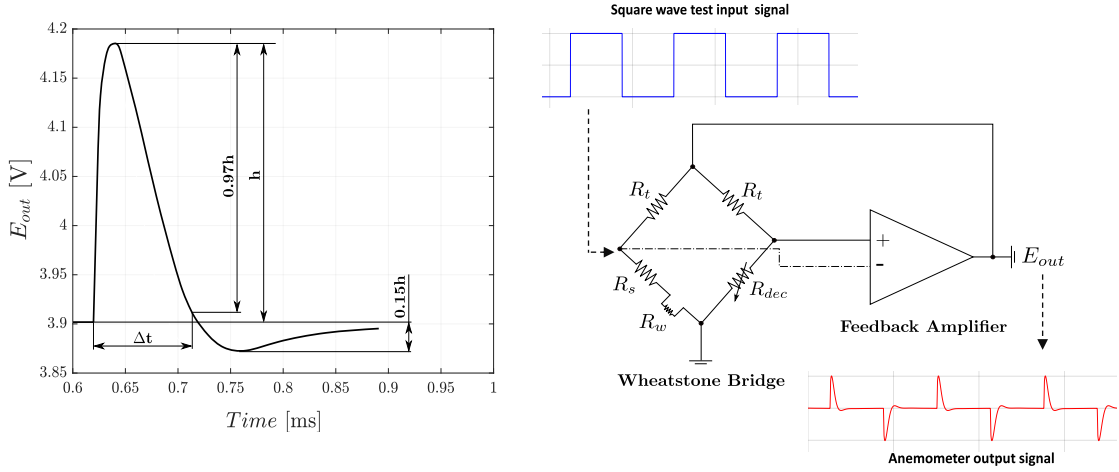 4.2
4.15
4.1
4.05
4
3.95
3.9
3.85
0.6
0.65
0.7
0.75
0.8
0.85
0.9
0.95
1
E_out [V]
Time [ms]
0.97h
h
0.15h
Δt
Square wave test input signal
R_t
R_t
R_s
R_w
R_dec
+
-
E_out
Feedback Amplifier
Wheatstone Bridge
Anemometer output signal